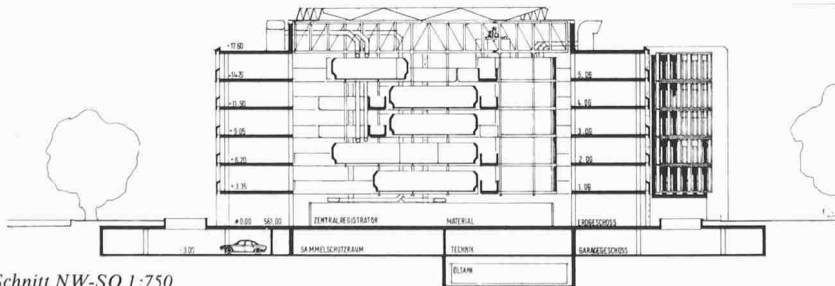 +17.60
+14.75
5. OG
+11.90
4. OG
+9.05
3. OG
+6.20
2. OG
+3.35
1. OG
±0.00 561.00 ZENTRALREGISTRATUR MATERIAL ERDGESCHOSS
-3.00 SAMMELSCHUTZRAUM TECHNIK GARAGEGESCHOSS
ÖLTANK
Schnitt NW-SO 1:750